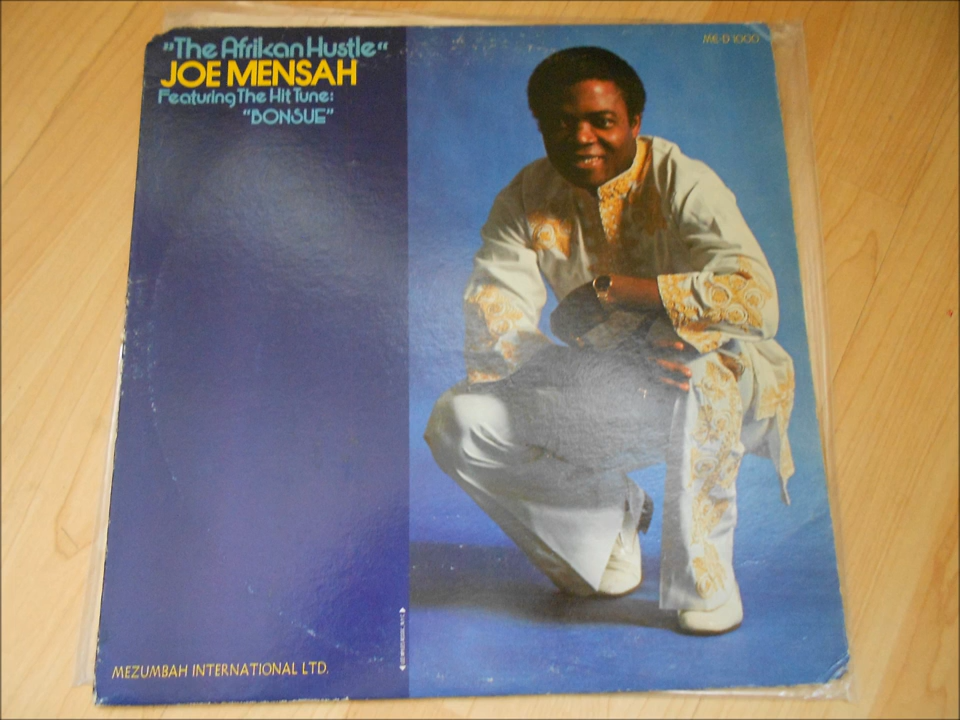 "The Afrikan Hustle"
JOE MENSAH
Featuring The Hit Tune:
"BONSUE"
ME-D 1000
MEZUMBAH INTERNATIONAL LTD.